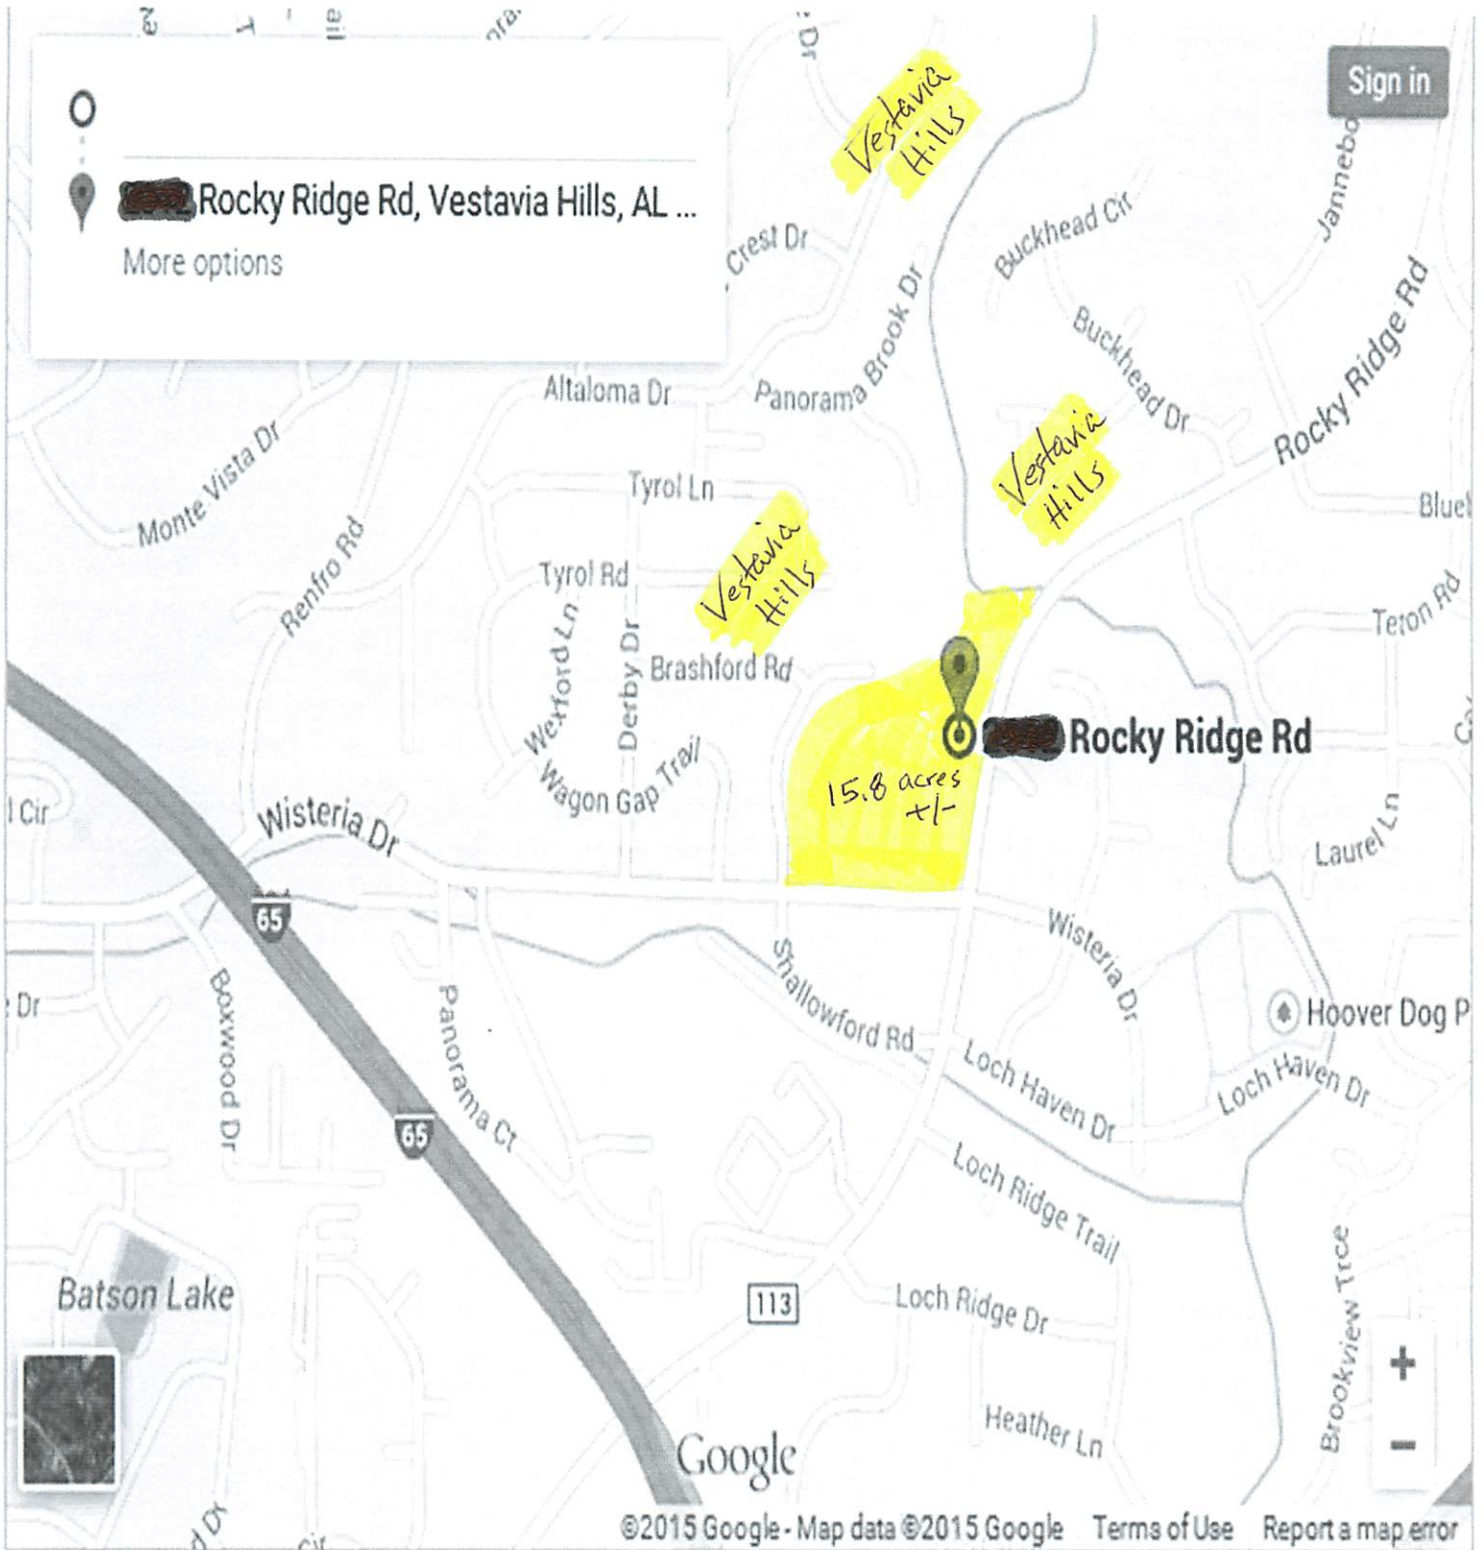 Sign in
Rocky Ridge Rd, Vestavia Hills, AL ...
More options
Vestavia
Hills
Crest Dr
Buckhead Cir
Panorama Brook Dr
Buckhead Dr
Rocky Ridge Rd
Altaloma Dr
Monte Vista Dr
Vestavia
Hills
Tyrol Ln
Renfro Rd
Vestavia
Hills
Tyrol Rd
Teron Rd
Wexford Ln
Derby Dr
Brashford Rd
Rocky Ridge Rd
Wagon Gap Trail
15.8 acres
+/-
l Cir
Wisteria Dr
Laurel Ln
65
Wisteria Dr
Shallowford Rd
Dr
Boxwood Dr
Panorama Ct
Hoover Dog P
Loch Haven Dr
Loch Haven Dr
65
Loch Ridge Trail
Batson Lake
113
Loch Ridge Dr
Brookview Trce
Heather Ln
+
-
Google
d Dr
Cir
©2015 Google - Map data ©2015 Google Terms of Use Report a map error